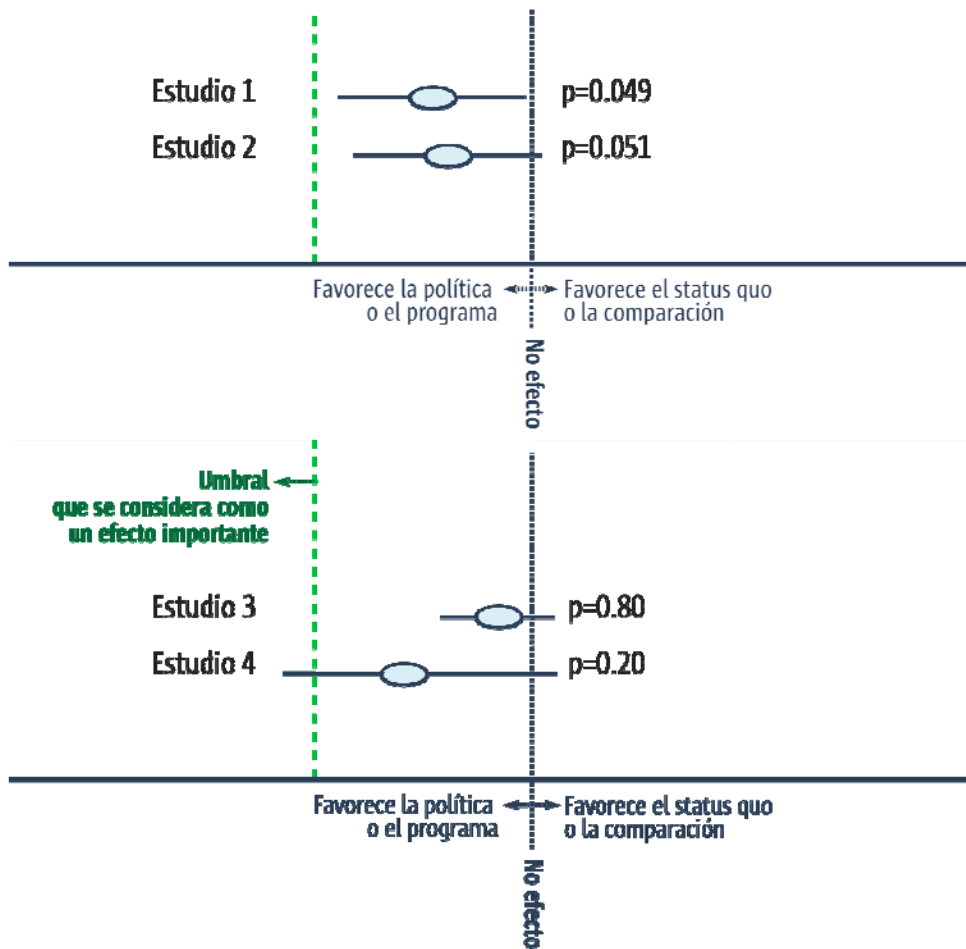 Estudio 1
p=0.049
Estudio 2
p=0.051
Favorece la política
o el programa
Favorece el status quo
o la comparación
No efecto
Umbral
que se considera como
un efecto importante
Estudio 3
p=0.80
Estudio 4
p=0.20
Favorece la política
o el programa
Favorece el status quo
o la comparación
No efecto